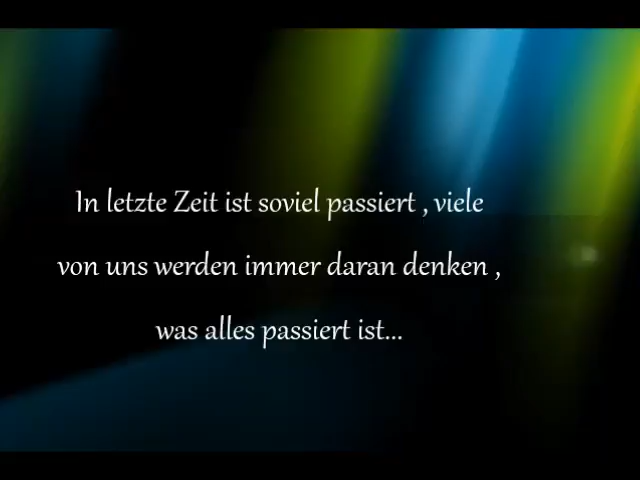 In letzte Zeit ist soviel passiert , viele
von uns werden immer daran denken ,
was alles passiert ist...